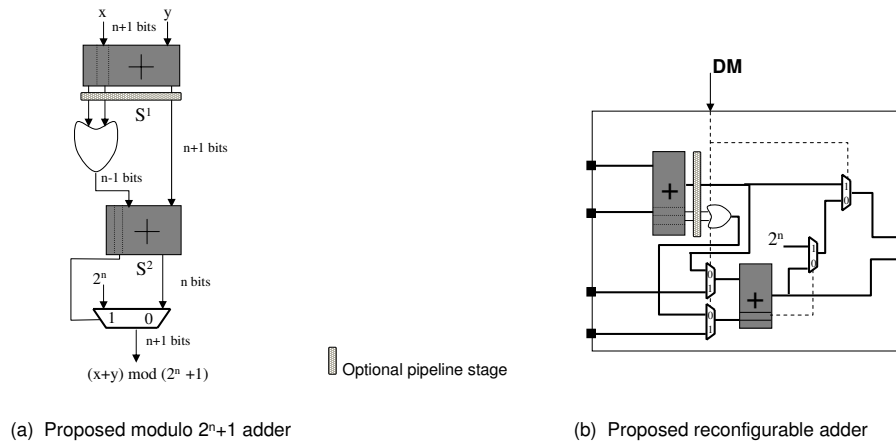 x y
n+1 bits
+
S¹
n+1 bits
n-1 bits
+
S²
2ⁿ
n bits
1 0
n+1 bits
(x+y) mod (2ⁿ +1)
Optional pipeline stage
(a) Proposed modulo 2ⁿ+1 adder
DM
+
1
0
2ⁿ
1
0
0
1
+
0
1
(b) Proposed reconfigurable adder